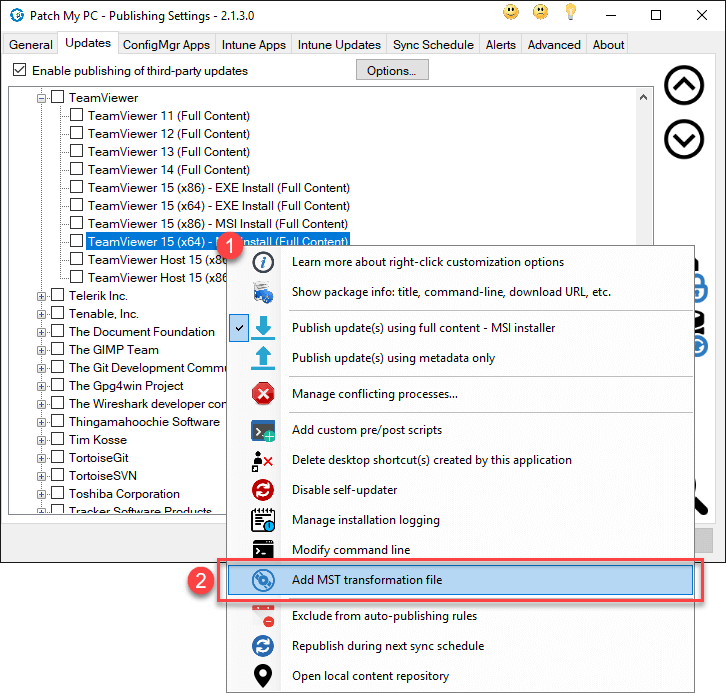 Patch My PC - Publishing Settings - 2.1.3.0
General Updates ConfigMgr Apps Intune Apps Intune Updates Sync Schedule Alerts Advanced About
Enable publishing of third-party updates Options...
TeamViewer
TeamViewer 11 (Full Content)
TeamViewer 12 (Full Content)
TeamViewer 13 (Full Content)
TeamViewer 14 (Full Content)
TeamViewer 15 (x86) - EXE Install (Full Content)
TeamViewer 15 (x64) - EXE Install (Full Content)
TeamViewer 15 (x86) - MSI Install (Full Content)
TeamViewer 15 (x64) - Install (Full Content)
1
TeamViewer Host 15 (x8
TeamViewer Host 15 (x8
Telerik Inc.
Tenable, Inc.
The Document Foundation
The GIMP Team
The Git Development Commu
The Gpg4win Project
The Wireshark developer con
Thingamahoochie Software
Tim Kosse
TortoiseGit
TortoiseSVN
Toshiba Corporation
Tracker Software Products
Learn more about right-click customization options
Show package info: title, command-line, download URL, etc.
Publish update(s) using full content - MSI installer
Publish update(s) using metadata only
Manage conflicting processes...
Add custom pre/post scripts
Delete desktop shortcut(s) created by this application
Disable self-updater
Manage installation logging
Modify command line
2 Add MST transformation file
Exclude from auto-publishing rules
Republish during next sync schedule
Open local content repository